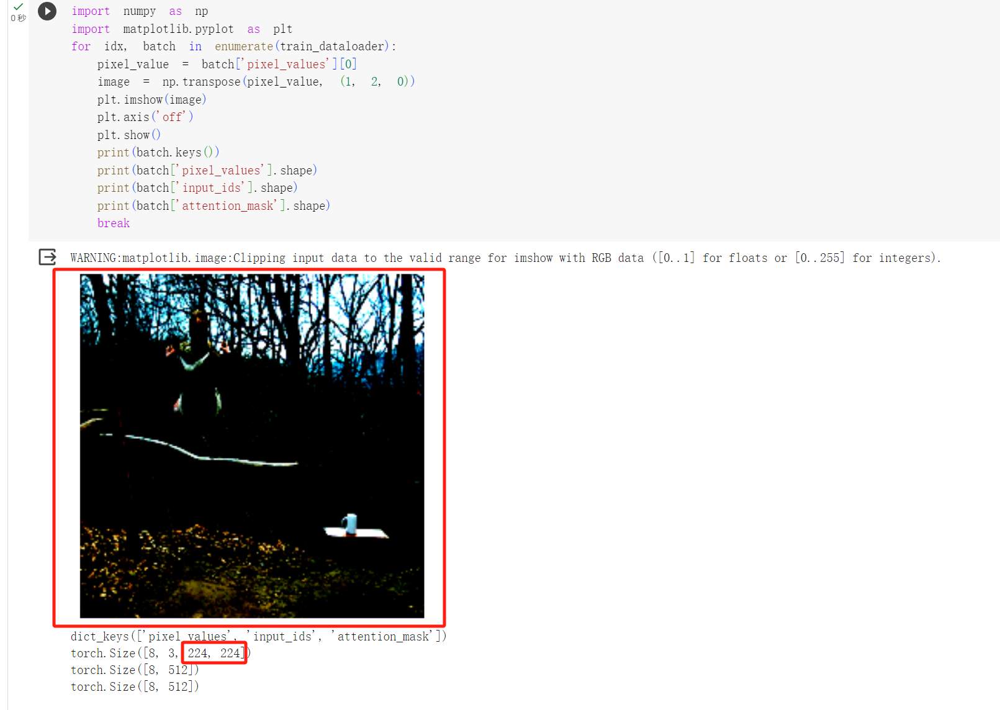 0 秒
import numpy as np
import matplotlib.pyplot as plt
for idx, batch in enumerate(train_dataloader):
    pixel_value = batch['pixel_values'][0]
    image = np.transpose(pixel_value, (1, 2, 0))
    plt.imshow(image)
    plt.axis('off')
    plt.show()
    print(batch.keys())
    print(batch['pixel_values'].shape)
    print(batch['input_ids'].shape)
    print(batch['attention_mask'].shape)
    break
WARNING:matplotlib.image:Clipping input data to the valid range for imshow with RGB data ([0..1] for floats or [0..255] for integers).
dict_keys(['pixel_values', 'input_ids', 'attention_mask'])
torch.Size([8, 3, 224, 224])
torch.Size([8, 512])
torch.Size([8, 512])